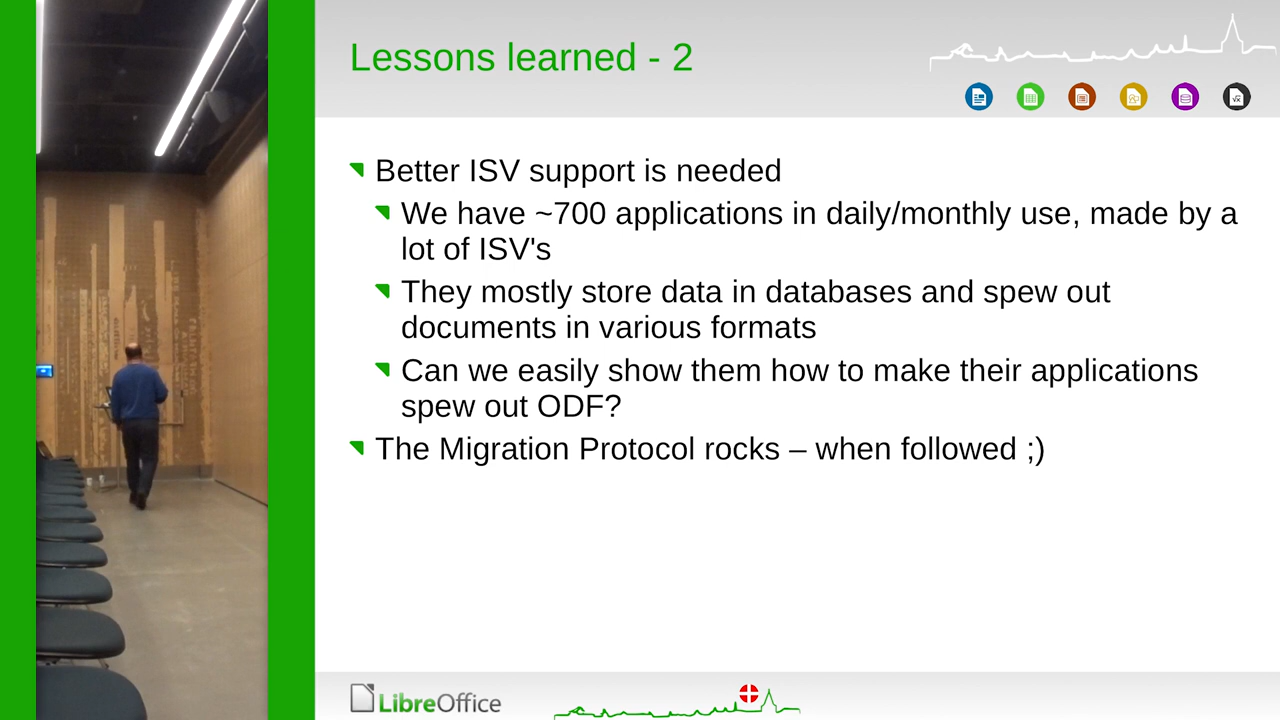 Lessons learned - 2
Better ISV support is needed
We have ~700 applications in daily/monthly use, made by a
lot of ISV's
They mostly store data in databases and spew out
documents in various formats
Can we easily show them how to make their applications
spew out ODF?
The Migration Protocol rocks – when followed ;)
LibreOffice